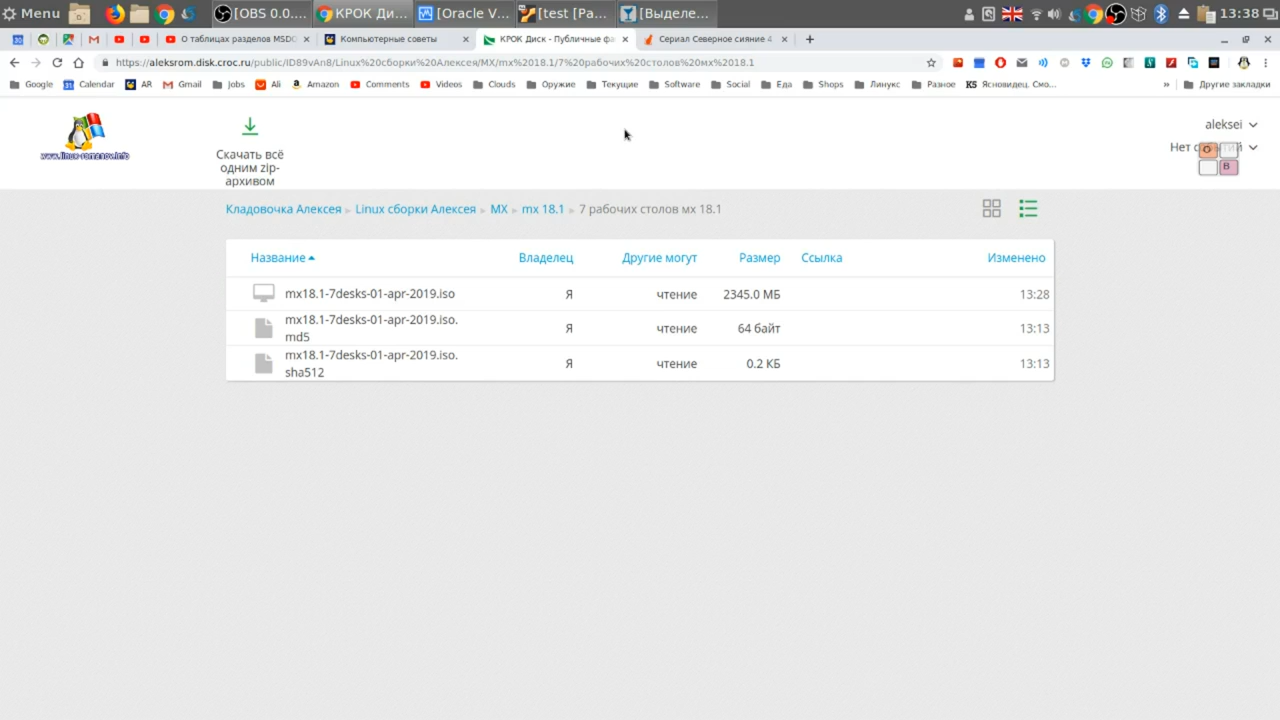 Menu
[OBS 0.0....
КРОК Ди...
[Oracle V...
[test [Pa...
[Выделе...
13:38
О таблицах разделов MSDO
Компьютерные советы
КРОК Диск - Публичные фа
Сериал Северное сияние 4
https://aleksrom.disk.croc.ru/public/ID89vAn8/Linux%20сборки%20Алексея/MX/mx%2018.1/7%20рабочих%20столов%20мх%2018.1
Google
Calendar
AR
Gmail
Jobs
Ali
Amazon
Comments
Videos
Clouds
Оружие
Текущие
Software
Social
Еда
Shops
Линукс
Разное
KS Ясновидец. Смо...
»
Другие закладки
www.linux-romanov.info
Скачать всё
одним zip-
архивом
aleksei
O
B
Кладовочка Алексея ▸ Linux сборки Алексея ▸ MX ▸ mx 18.1 ▸ 7 рабочих столов мх 18.1
Название Владелец Другие могут Размер Ссылка Изменено
mx18.1-7desks-01-apr-2019.iso Я чтение 2345.0 МБ 13:28
mx18.1-7desks-01-apr-2019.iso.
md5 Я чтение 64 байт 13:13
mx18.1-7desks-01-apr-2019.iso.
sha512 Я чтение 0.2 КБ 13:13